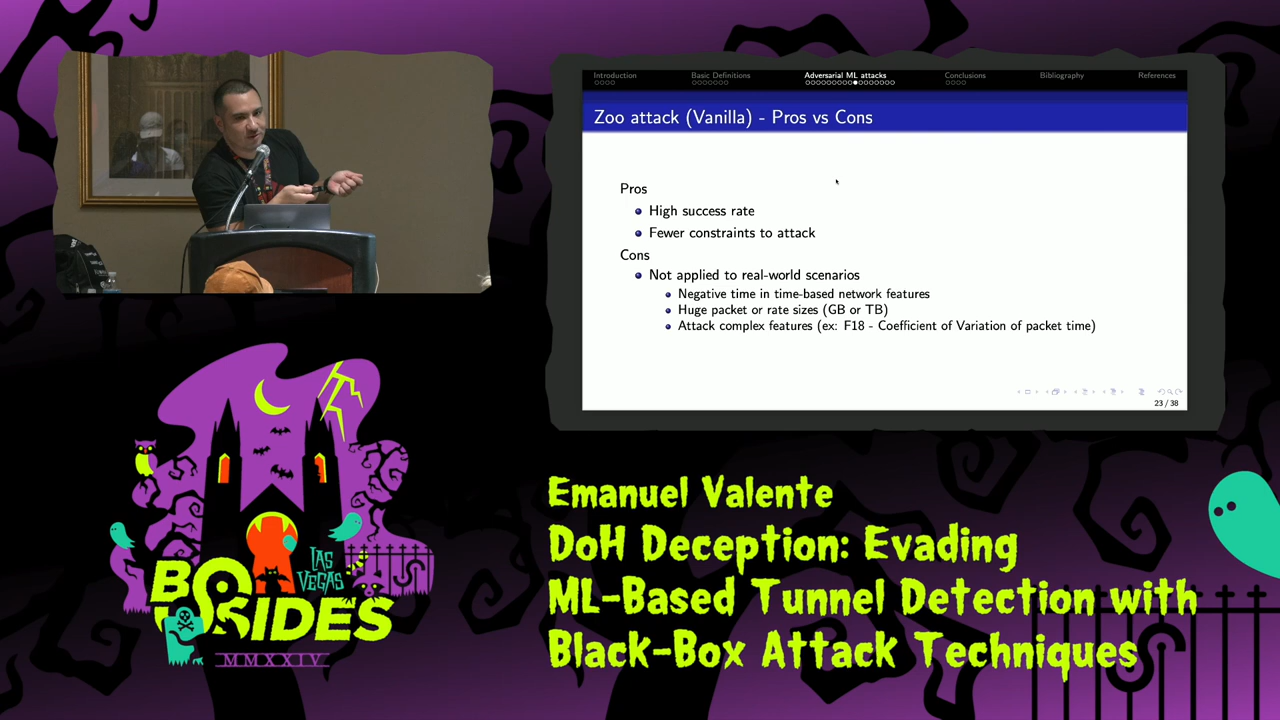 Introduction
Basic Definitions
Adversarial ML attacks
Conclusions
Bibliography
References
Zoo attack (Vanilla) - Pros vs Cons
Pros
High success rate
Fewer constraints to attack
Cons
Not applied to real-world scenarios
Negative time in time-based network features
Huge packet or rate sizes (GB or TB)
Attack complex features (ex: F18 - Coefficient of Variation of packet time)
23 / 38
LAS
VEGAS
BSIDES
MMXXIV
Emanuel Valente
DoH Deception: Evading
ML-Based Tunnel Detection with
Black-Box Attack Techniques